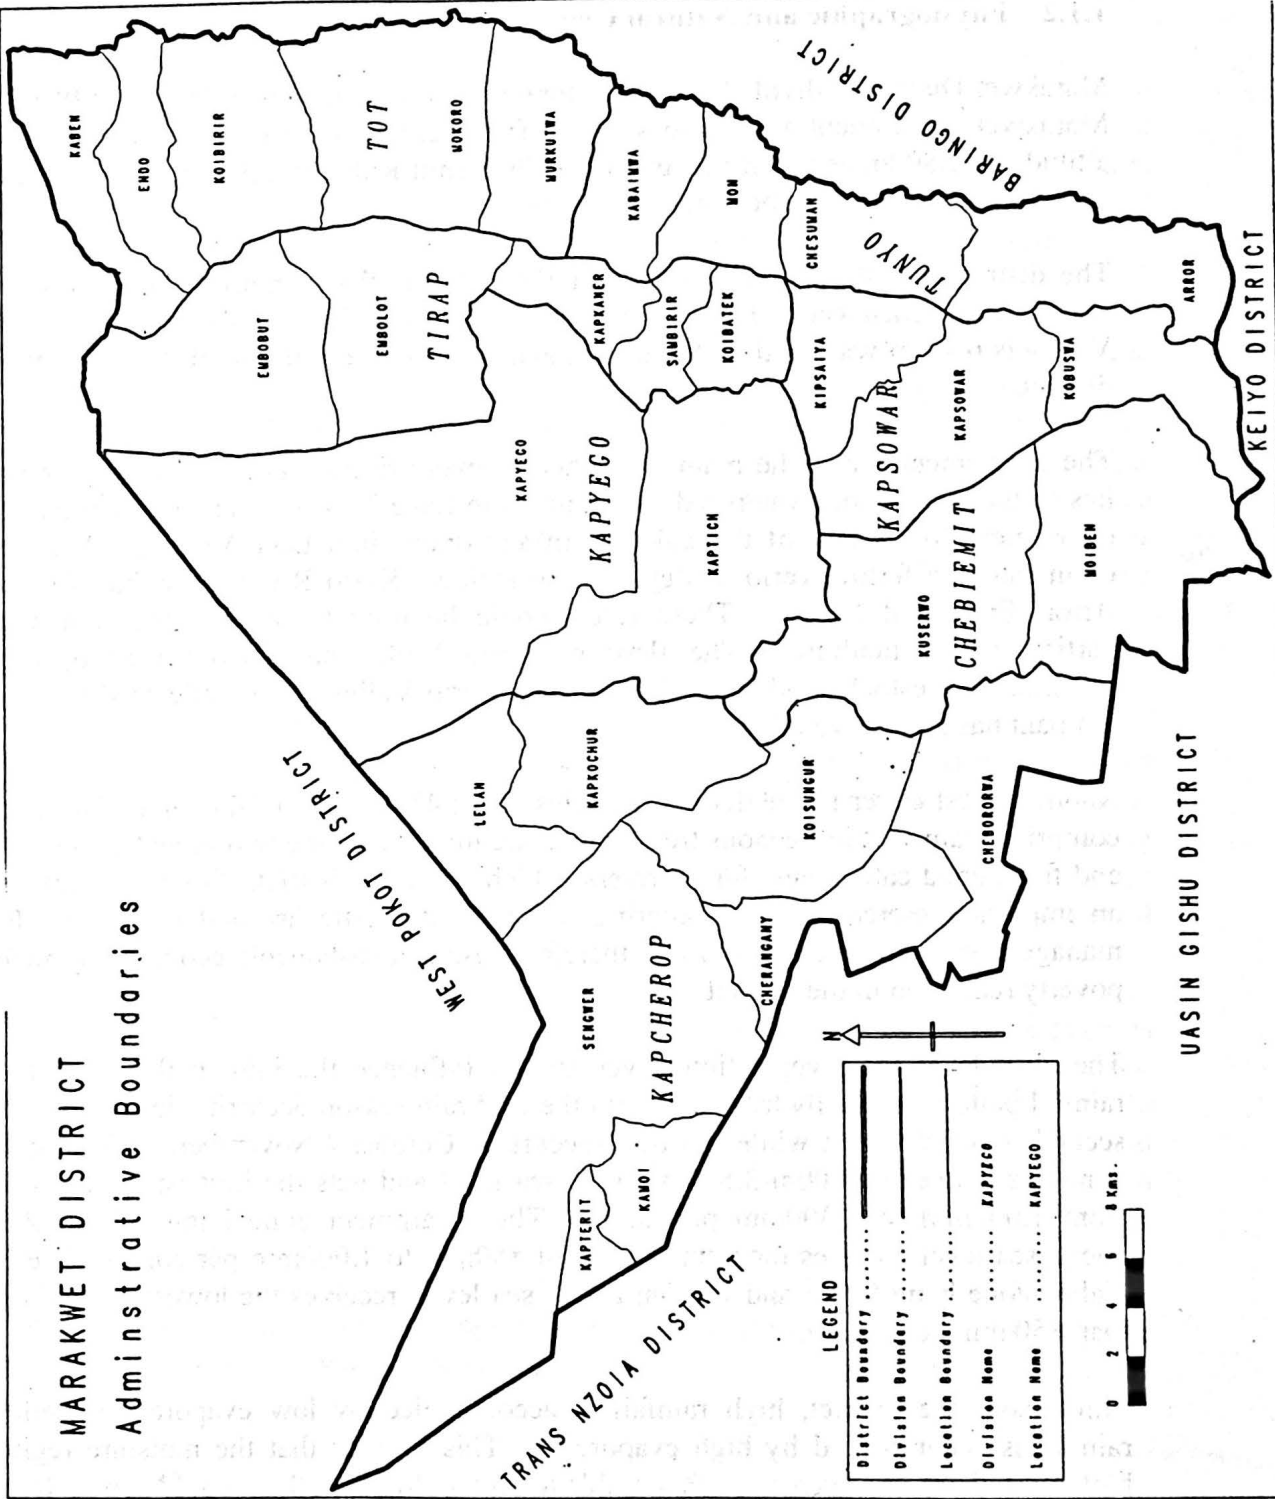 MARAKWET DISTRICT
Adminstrative Boundaries
WEST POKOT DISTRICT
TRANS NZOIA DISTRICT
UASIN GISHU DISTRICT
KEIYO DISTRICT
BARINGO DISTRICT
KABEN
ENDO
KOIBIRIR
TOT
MOKORO
MURKUTWA
KABAIMWA
MON
CHESUMAN
TUNYO
ARROR
EMBOBUT
EMBOLOT
TIRAP
KAPKANER
SAMBIRIR
KOIBATEK
KIPSAIYA
KAPSOWAR
KAPSOWAR
KOBUSWA
KAPYEGO
KAPYEGO
KAPTICH
KUSERWO
CHEBIEMIT
MOIBEN
LELAN
KAPKOCHUR
KOISUNGUR
CHEBORORWA
SENGWER
KAPCHEROP
CHERANGANY
KAPTERIT
KAMOI
N
LEGEND
District Boundary
Division Boundary
Location Boundary
Division Name KAPYEGO
Location Name KAPYEGO
0 2 4 6 8 Kms.